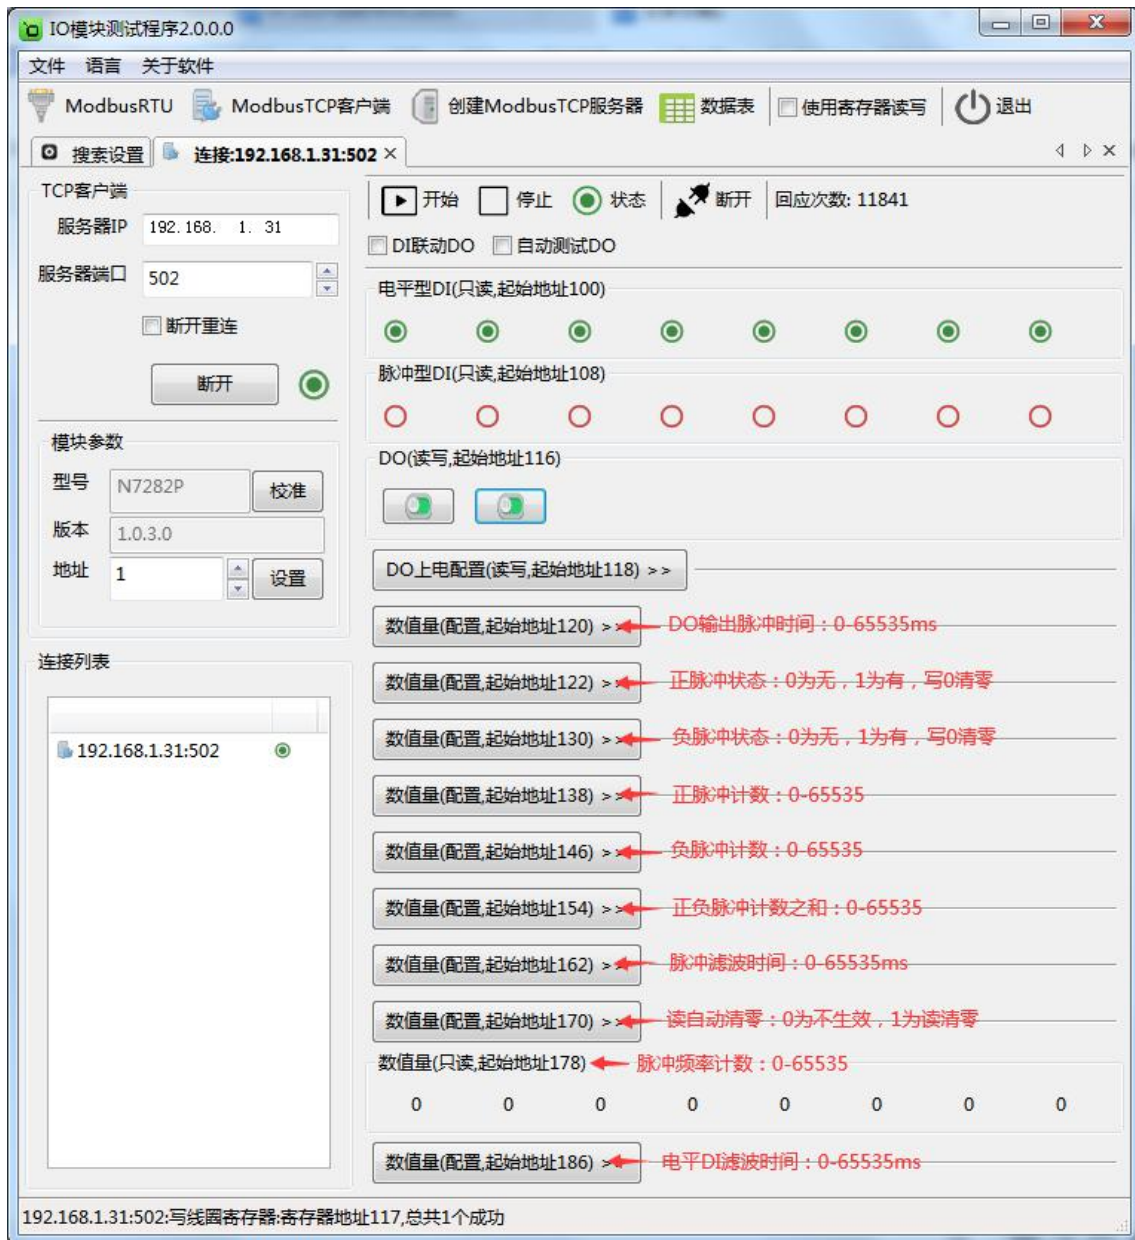 IO模块测试程序2.0.0.0
文件 语言 关于软件
ModbusRTU ModbusTCP客户端 创建ModbusTCP服务器 数据表 使用寄存器读写 退出
搜索设置 连接:192.168.1.31:502
TCP客户端
服务器IP 192.168. 1. 31
服务器端口 502
断开重连
断开
模块参数
型号 N7282P 校准
版本 1.0.3.0
地址 1 设置
连接列表
192.168.1.31:502
开始 停止 状态 断开 回应次数: 11841
DI联动DO 自动测试DO
电平型DI(只读,起始地址100)
脉冲型DI(只读,起始地址108)
DO(读写,起始地址116)
DO上电配置(读写,起始地址118) >>
数值量(配置,起始地址120) >> DO输出脉冲时间：0-65535ms
数值量(配置,起始地址122) >> 正脉冲状态：0为无，1为有，写0清零
数值量(配置,起始地址130) >> 负脉冲状态：0为无，1为有，写0清零
数值量(配置,起始地址138) >> 正脉冲计数：0-65535
数值量(配置,起始地址146) >> 负脉冲计数：0-65535
数值量(配置,起始地址154) >> 正负脉冲计数之和：0-65535
数值量(配置,起始地址162) >> 脉冲滤波时间：0-65535ms
数值量(配置,起始地址170) >> 读自动清零：0为不生效，1为读清零
数值量(只读,起始地址178) 脉冲频率计数：0-65535
0 0 0 0 0 0 0 0
数值量(配置,起始地址186) >> 电平DI滤波时间：0-65535ms
192.168.1.31:502:写线圈寄存器:寄存器地址117,总共1个成功